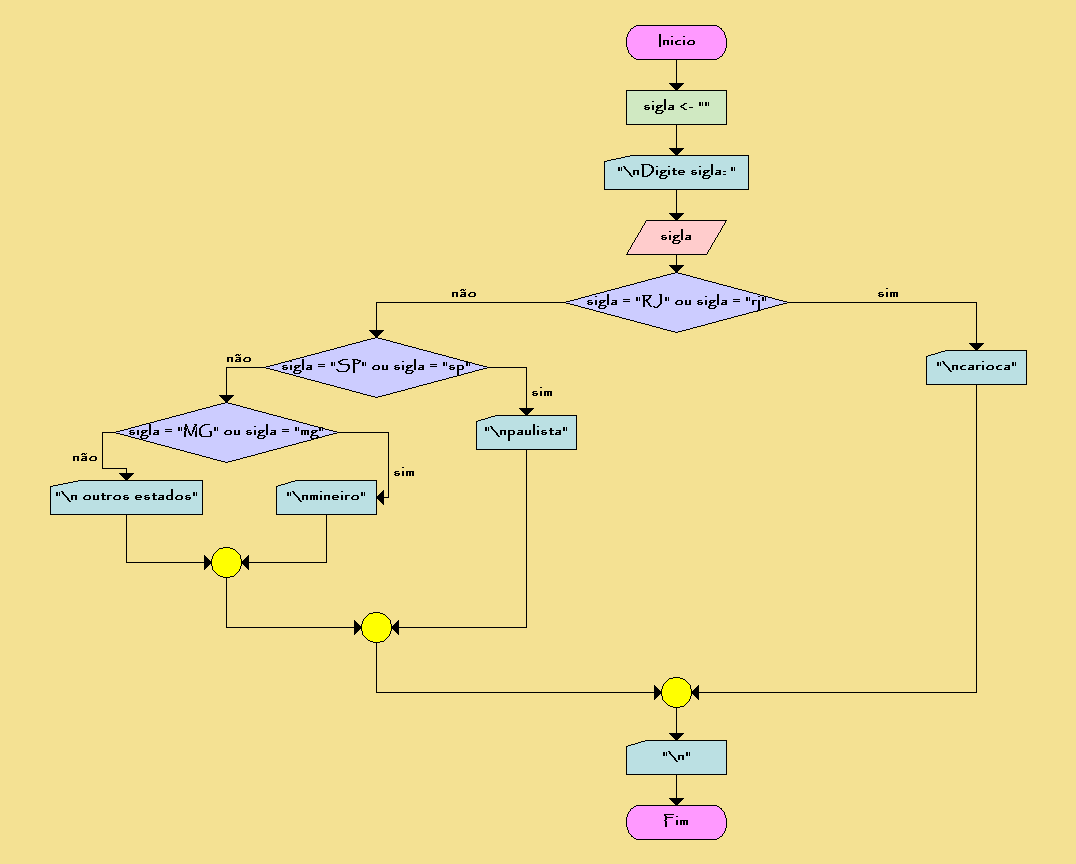 Inicio
sigla <- ""
"\nDigite sigla: "
sigla
não
sigla = "RJ" ou sigla = "rj"
sim
não
sigla = "SP" ou sigla = "sp"
sim
"\ncarioca"
não
sigla = "MG" ou sigla = "mg"
sim
"\npaulista"
"\n outros estados"
"\nmineiro"
"\n"
Fim